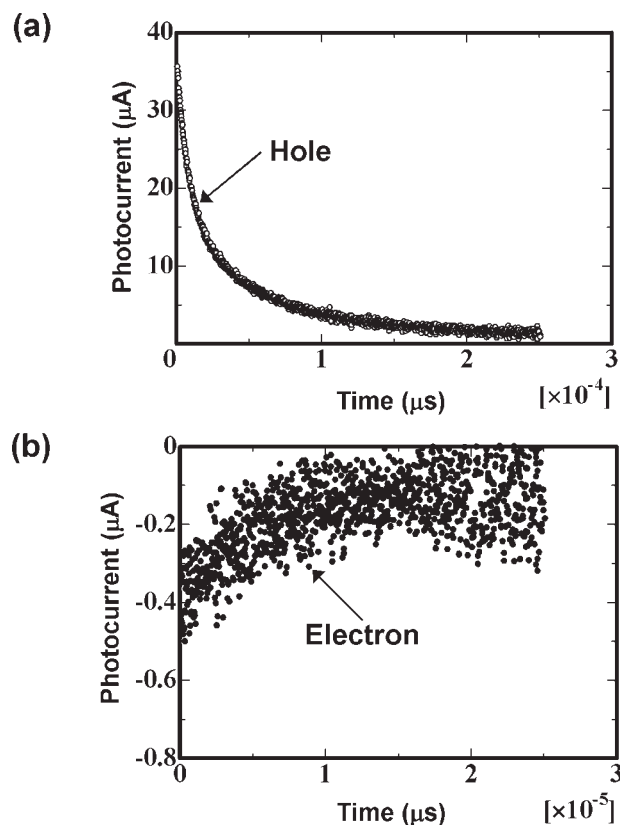 (a)
Photocurrent (μA)
40
30
20
10
0
1
2
3
Hole
Time (μs)
[×10⁻⁴]
(b)
Photocurrent (μA)
0
-0.2
-0.4
-0.6
-0.8
0
1
2
3
Electron
Time (μs)
[×10⁻⁵]